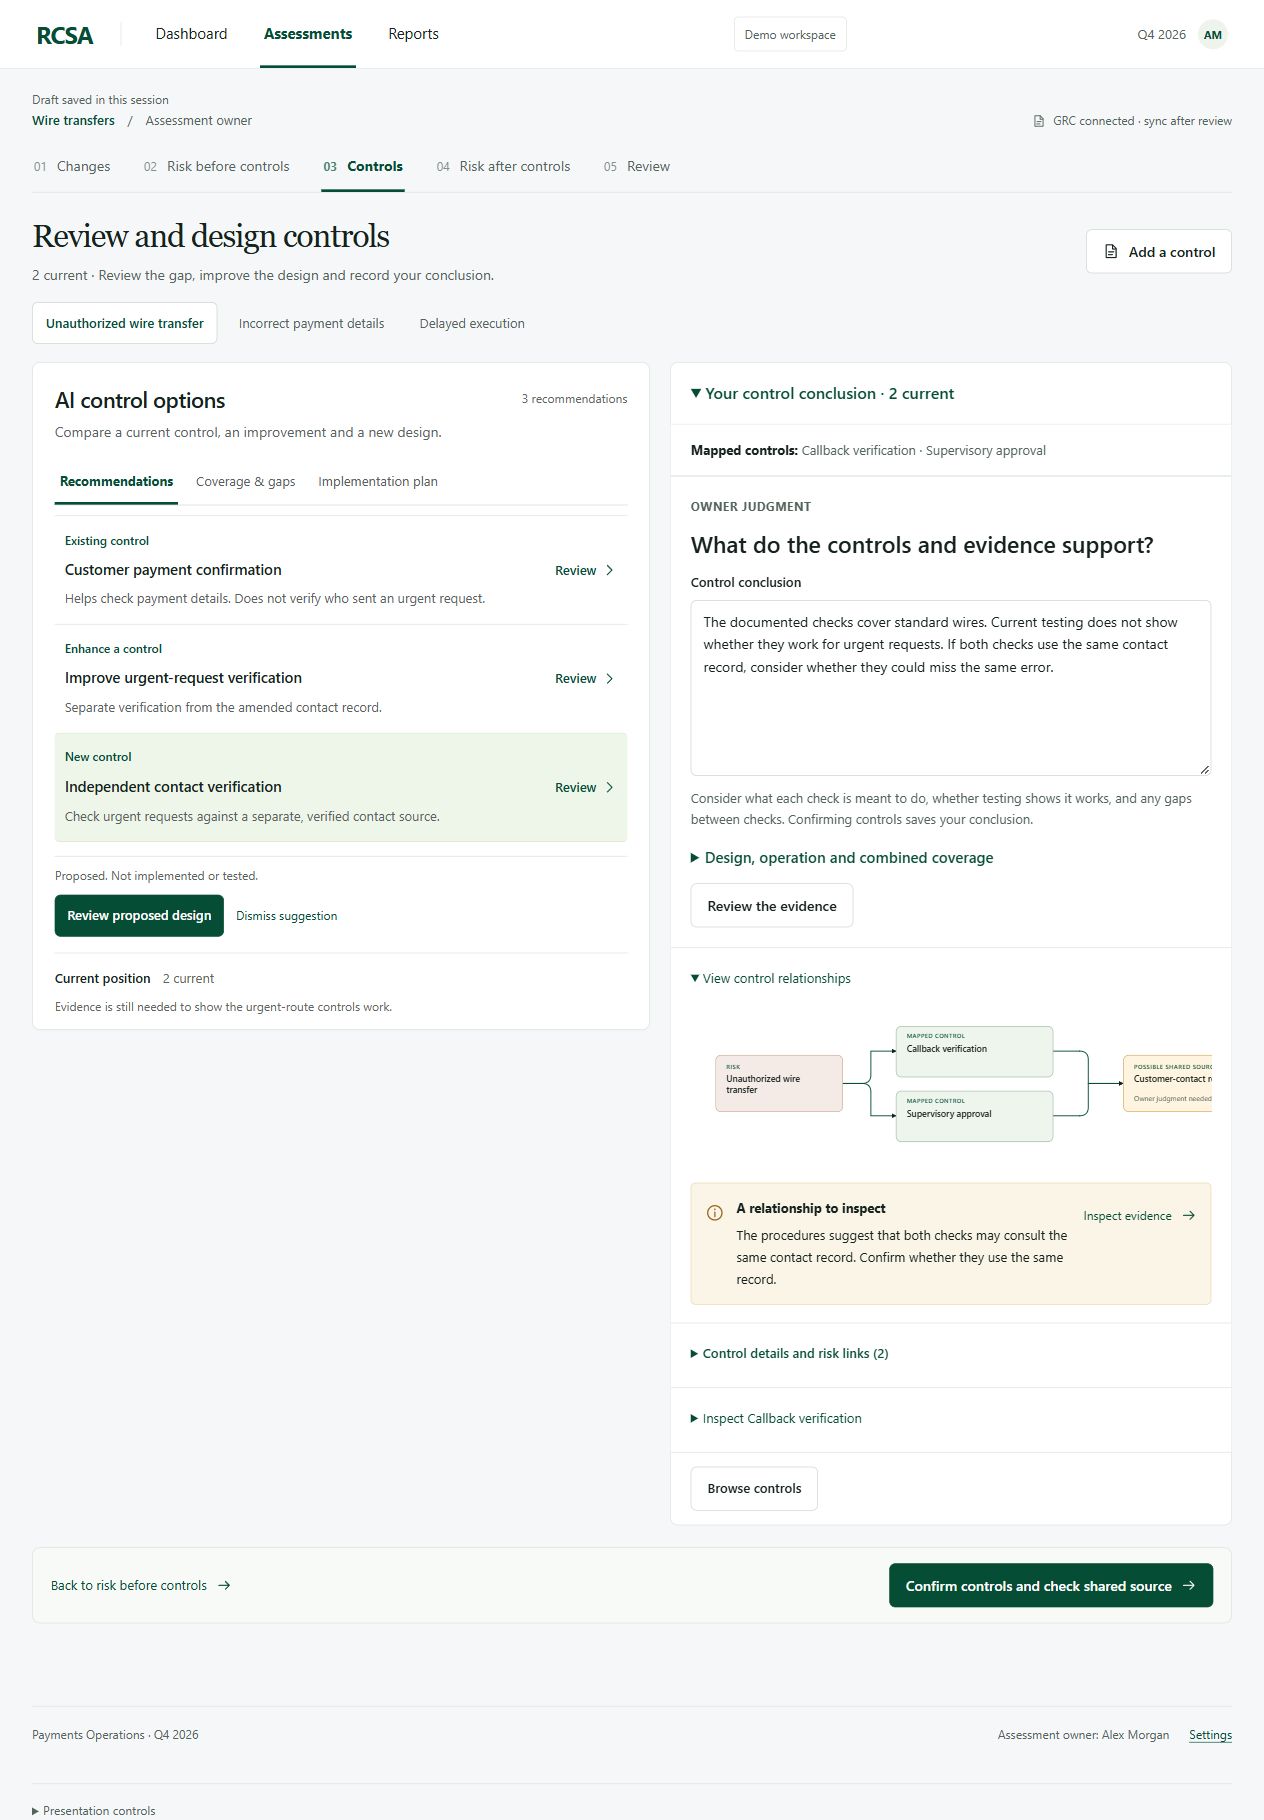 RCSA
Dashboard
Assessments
Reports
Demo workspace
Q4 2026
AM
Draft saved in this session
Wire transfers / Assessment owner
GRC connected · sync after review
01 Changes
02 Risk before controls
03 Controls
04 Risk after controls
05 Review
Review and design controls
2 current · Review the gap, improve the design and record your conclusion.
Add a control
Unauthorized wire transfer
Incorrect payment details
Delayed execution
AI control options
3 recommendations
Compare a current control, an improvement and a new design.
Recommendations
Coverage & gaps
Implementation plan
Existing control
Customer payment confirmation
Review
Helps check payment details. Does not verify who sent an urgent request.
Enhance a control
Improve urgent-request verification
Review
Separate verification from the amended contact record.
New control
Independent contact verification
Review
Check urgent requests against a separate, verified contact source.
Proposed. Not implemented or tested.
Review proposed design
Dismiss suggestion
Current position 2 current
Evidence is still needed to show the urgent-route controls work.
Your control conclusion · 2 current
Mapped controls: Callback verification · Supervisory approval
OWNER JUDGMENT
What do the controls and evidence support?
Control conclusion
The documented checks cover standard wires. Current testing does not show
whether they work for urgent requests. If both checks use the same contact
record, consider whether they could miss the same error.
Consider what each check is meant to do, whether testing shows it works, and any gaps
between checks. Confirming controls saves your conclusion.
Design, operation and combined coverage
Review the evidence
View control relationships
RISK
Unauthorized wire
transfer
MAPPED CONTROL
Callback verification
MAPPED CONTROL
Supervisory approval
POSSIBLE SHARED
Customer-contact
Owner judgment needed
A relationship to inspect
Inspect evidence
The procedures suggest that both checks may consult the
same contact record. Confirm whether they use the same
record.
Control details and risk links (2)
Inspect Callback verification
Browse controls
Back to risk before controls
Confirm controls and check shared source
Payments Operations · Q4 2026
Assessment owner: Alex Morgan
Settings
Presentation controls